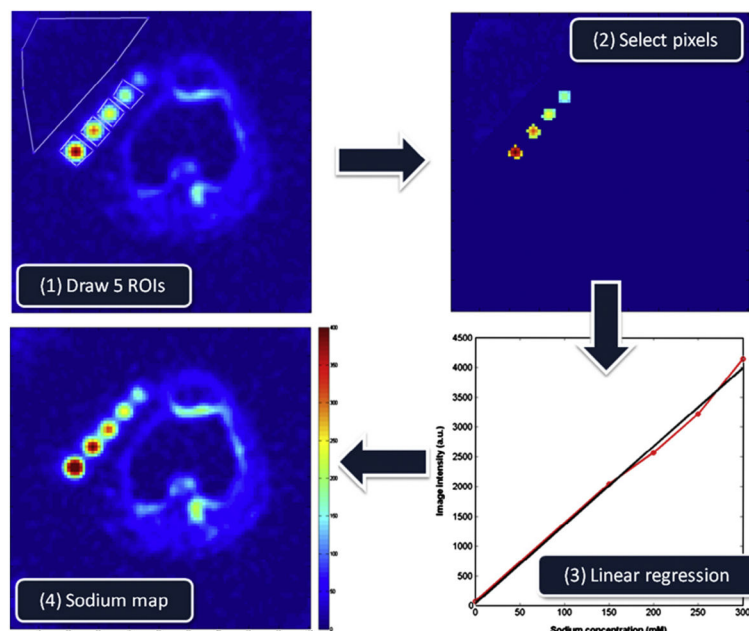 (1) Draw 5 ROIs
(2) Select pixels
(3) Linear regression
4500
4000
3500
3000
2500
2000
1500
1000
500
0
Image Intensity (a.u.)
0 50 100 150 200 250 300
Sodium concentration (mM)
(4) Sodium map
400
350
300
250
200
150
100
50
0